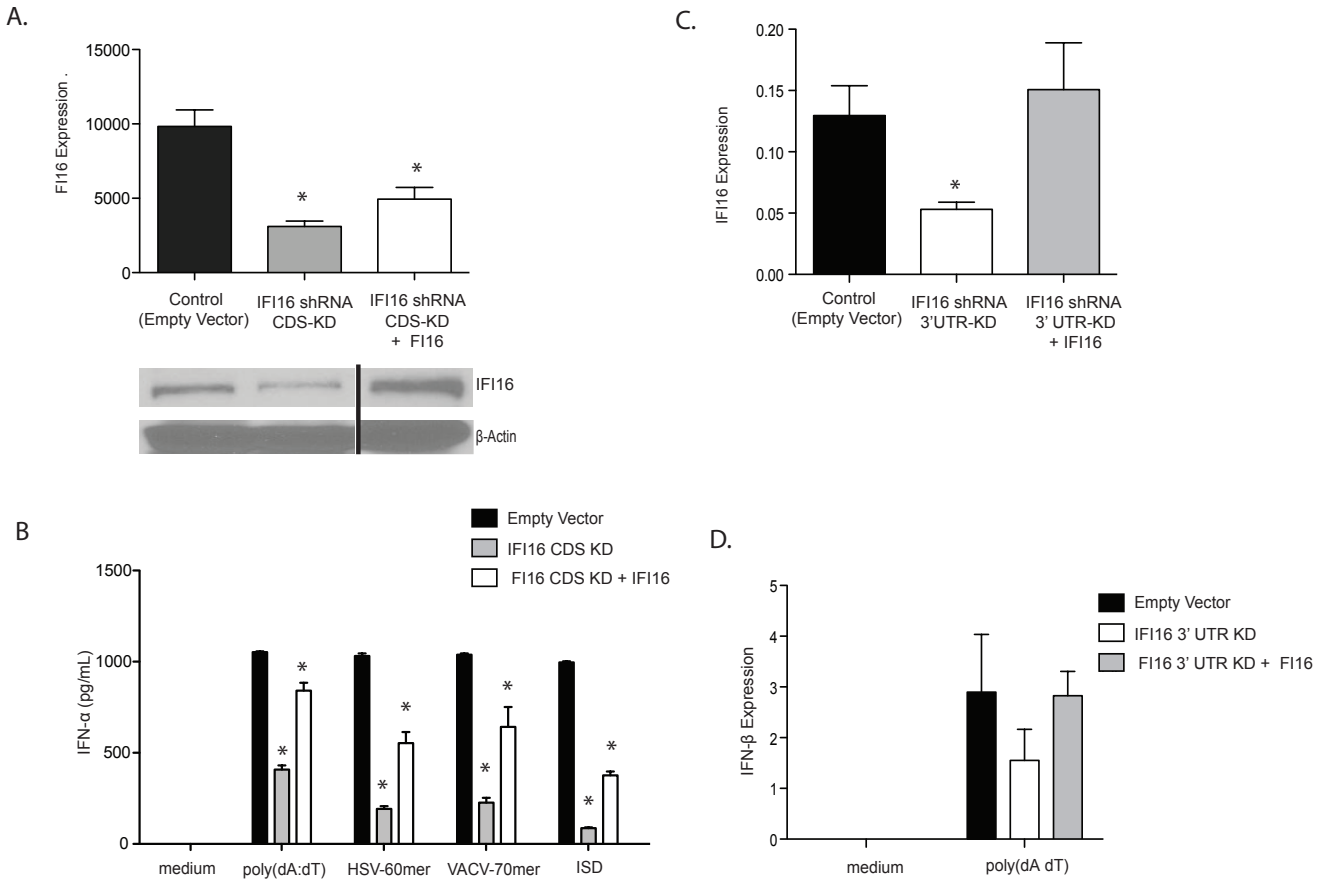 A.
15000
10000
5000
0
FI16 Expression .
*
*
Control
(Empty Vector)
IFI16 shRNA
CDS-KD
IFI16 shRNA
CDS-KD
+ FI16
IFI16
β-Actin
C.
0.20
0.15
0.10
0.05
0.00
IFI16 Expression
*
Control
(Empty Vector)
IFI16 shRNA
3'UTR-KD
IFI16 shRNA
3' UTR-KD
+ IFI16
B
Empty Vector
IFI16 CDS KD
FI16 CDS KD + IFI16
1500
1000
500
0
IFN-α (pg/mL)
*
*
*
*
*
*
*
*
medium
poly(dA:dT)
HSV-60mer
VACV-70mer
ISD
D.
Empty Vector
IFI16 3' UTR KD
FI16 3' UTR KD + FI16
5
4
3
2
1
0
IFN-β Expression
medium
poly(dA dT)